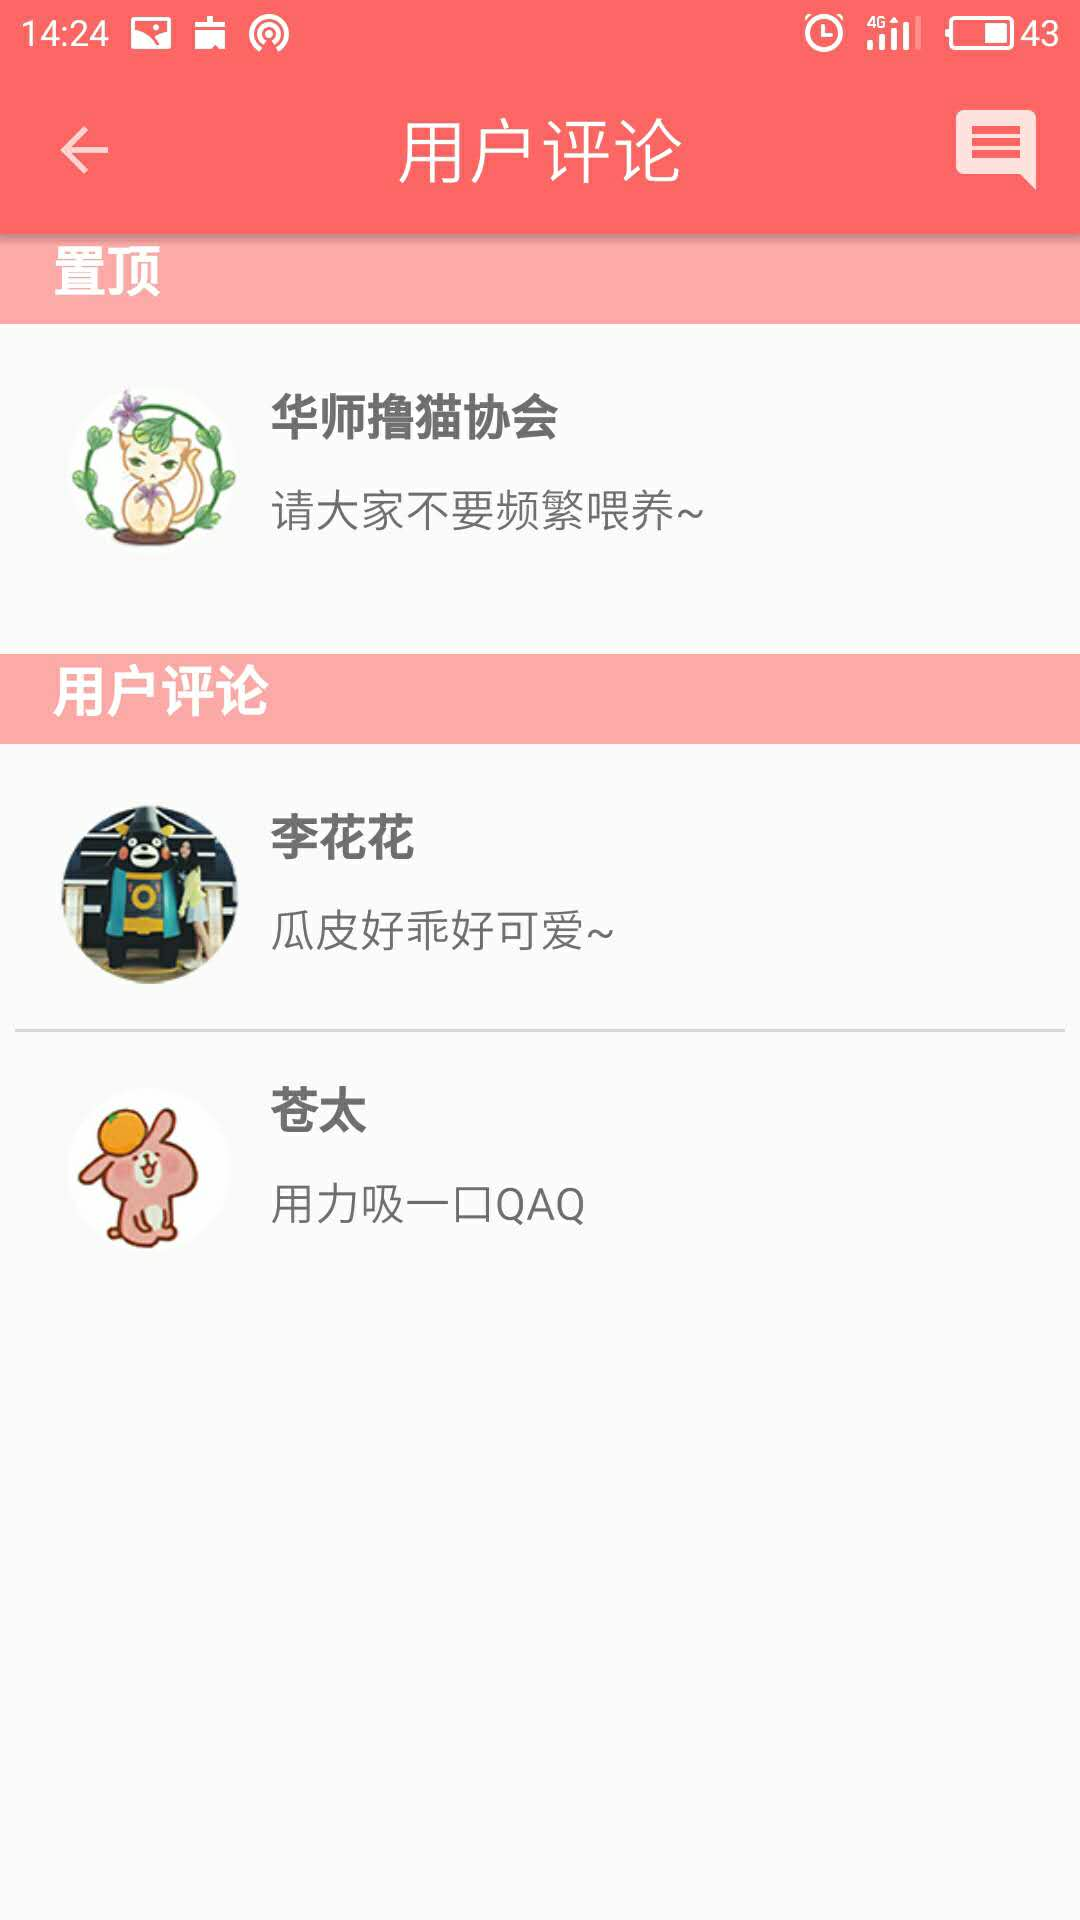 14:24
4G
43
用户评论
置顶
华师撸猫协会
请大家不要频繁喂养~
用户评论
李花花
瓜皮好乖好可爱~
苍太
用力吸一口QAQ